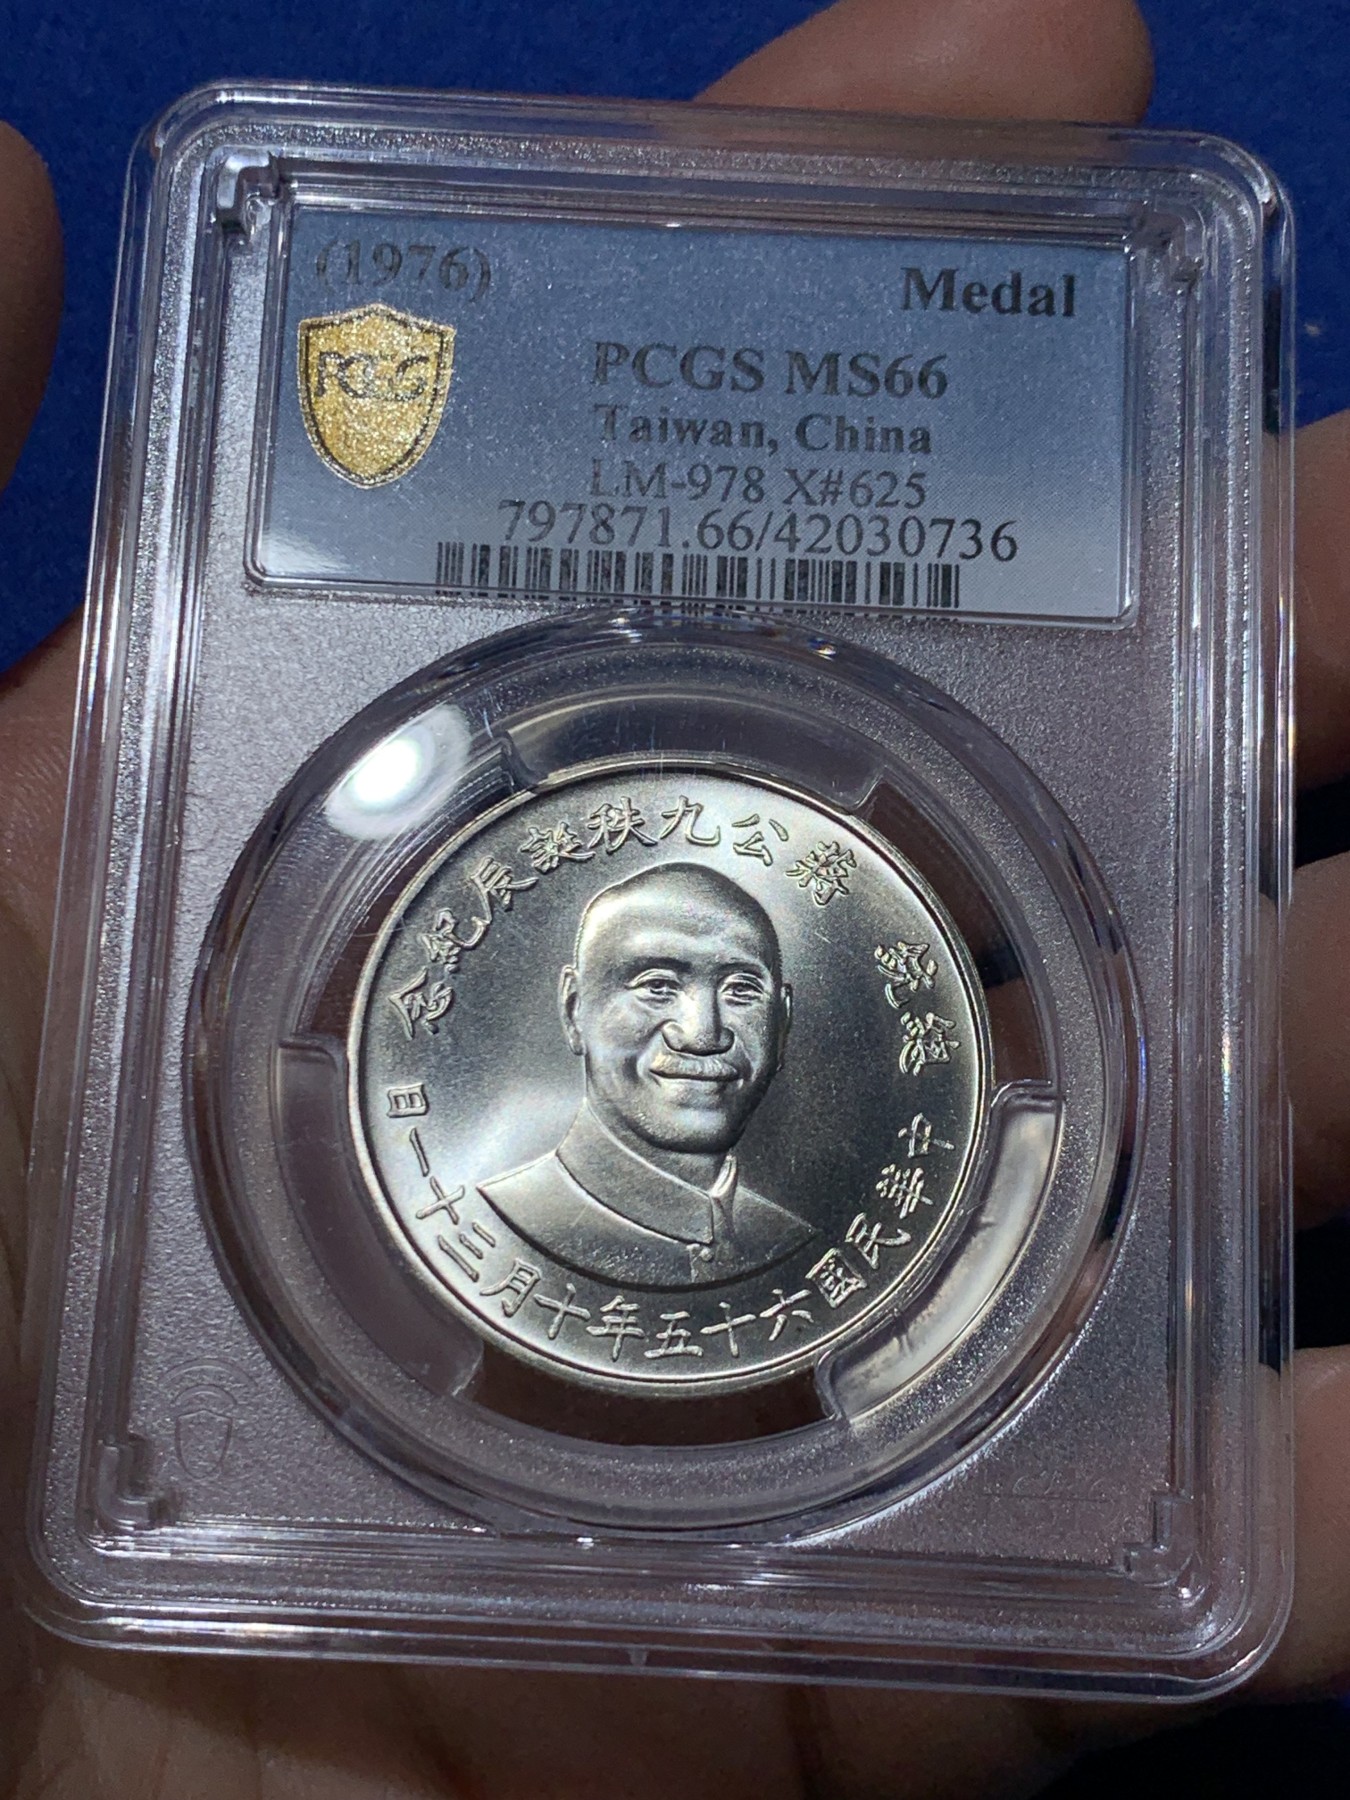 (1976)
Medal
PCGS
PCGS MS66
Taiwan, China
LM-978 X#625
797871.66/42030736
總統 蔣公九秩誕辰紀念
中華民國六十五年十月三十一日